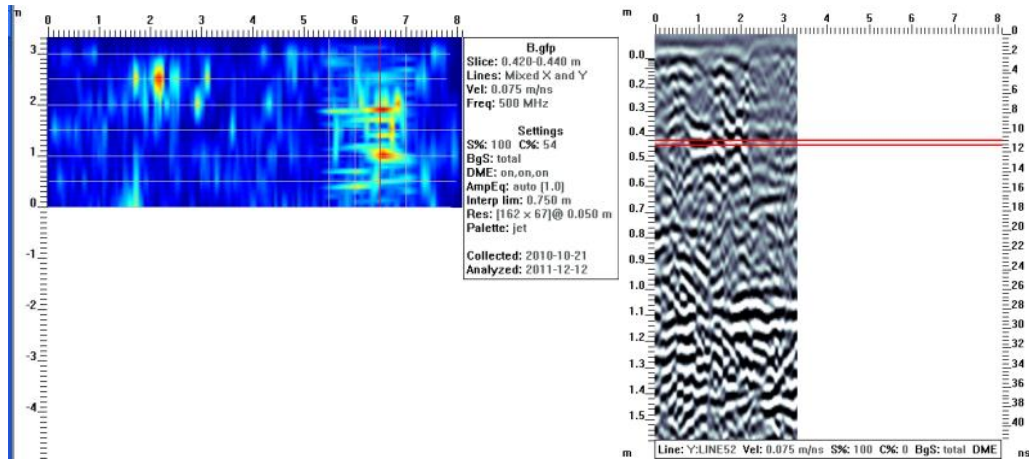 m 0 1 2 3 4 5 6 7 8
3
2
1
0
-1
-2
-3
-4
B.gfp
Slice: 0.420-0.440 m
Lines: Mixed X and Y
Vel: 0.075 m/ns
Freq: 500 MHz
Settings
S%: 100 C%: 54
BgS: total
DME: on,on,on
AmpEq: auto [1.0]
Interp lim: 0.750 m
Res: [162 x 67]@ 0.050 m
Palette: jet
Collected: 2010-10-21
Analyzed: 2011-12-12
m 0 1 2 3 4 5 6 7 8
0.0
0.1
0.2
0.3
0.4
0.5
0.6
0.7
0.8
0.9
1.0
1.1
1.2
1.3
1.4
1.5
m
0
2
4
6
8
10
12
14
16
18
20
22
24
26
28
30
32
34
36
38
40
ns
Line: Y:LINE52 Vel: 0.075 m/ns S%: 100 C%: 0 BgS: total DME